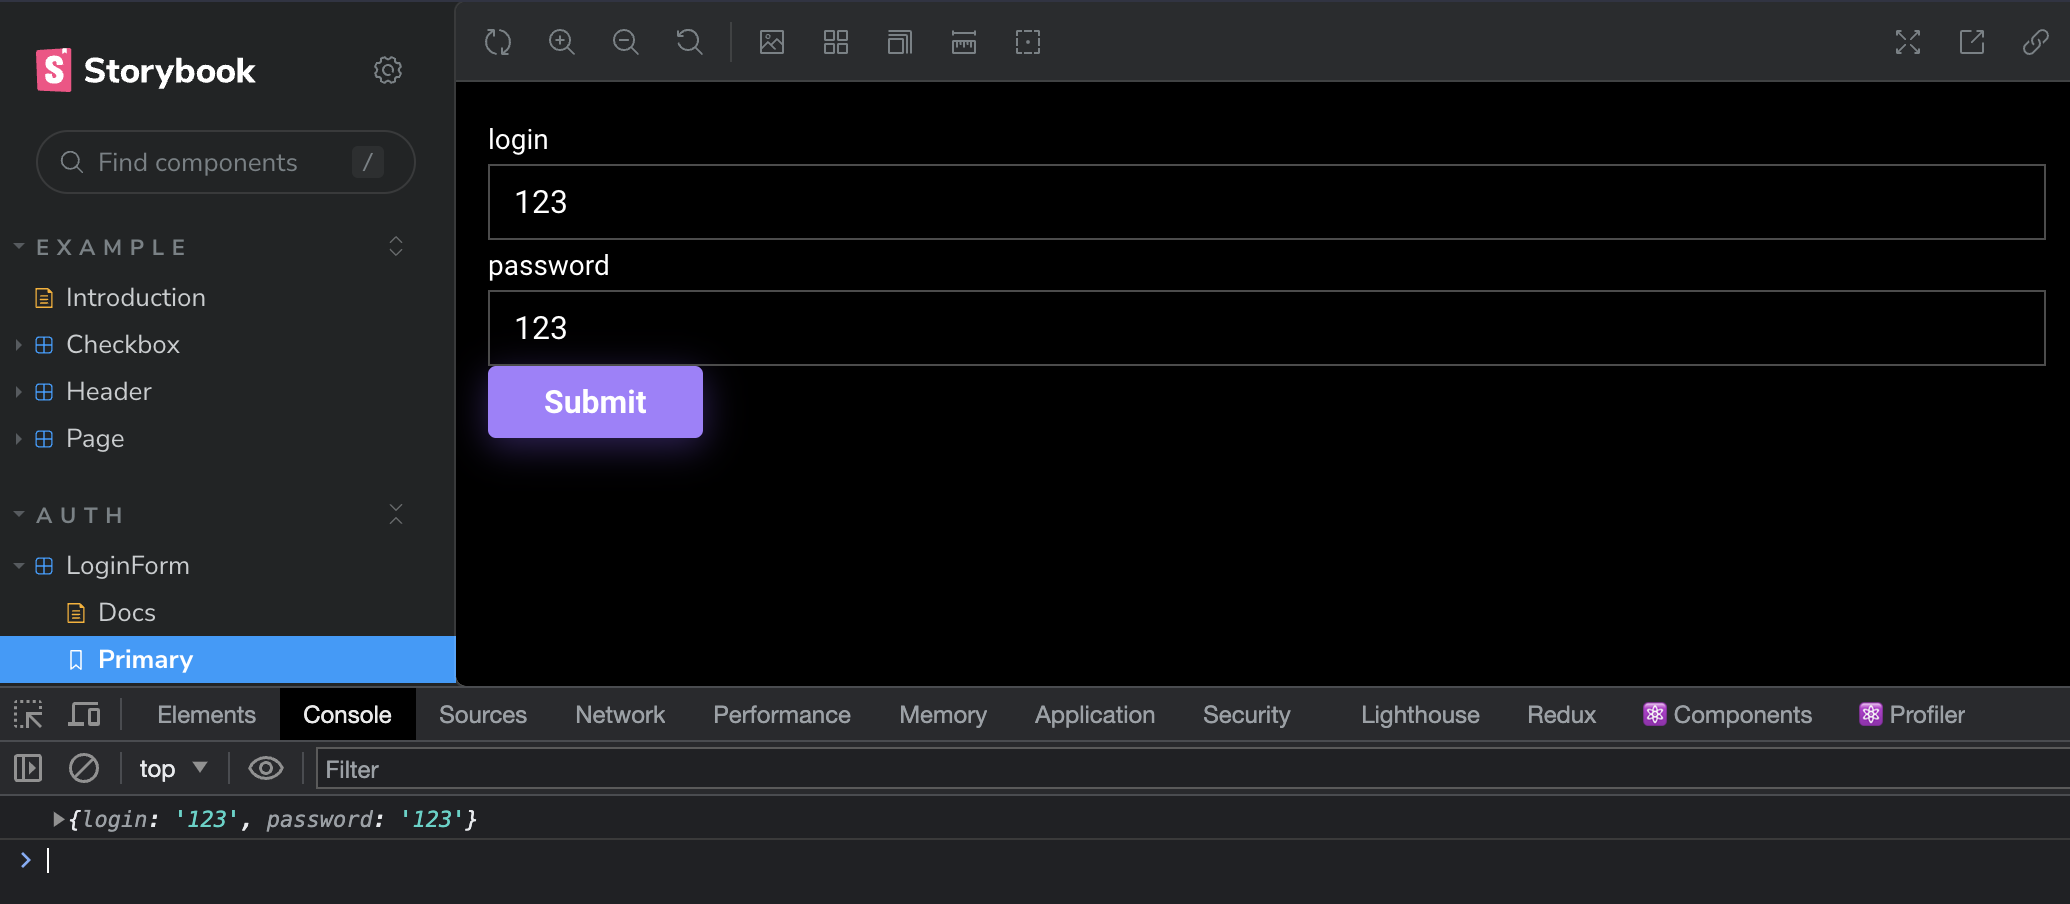 Storybook
Find components /
EXAMPLE
Introduction
Checkbox
Header
Page
AUTH
LoginForm
Docs
Primary
login
123
password
123
Submit
Elements Console Sources Network Performance Memory Application Security Lighthouse Redux Components Profiler
top Filter
{login: '123', password: '123'}